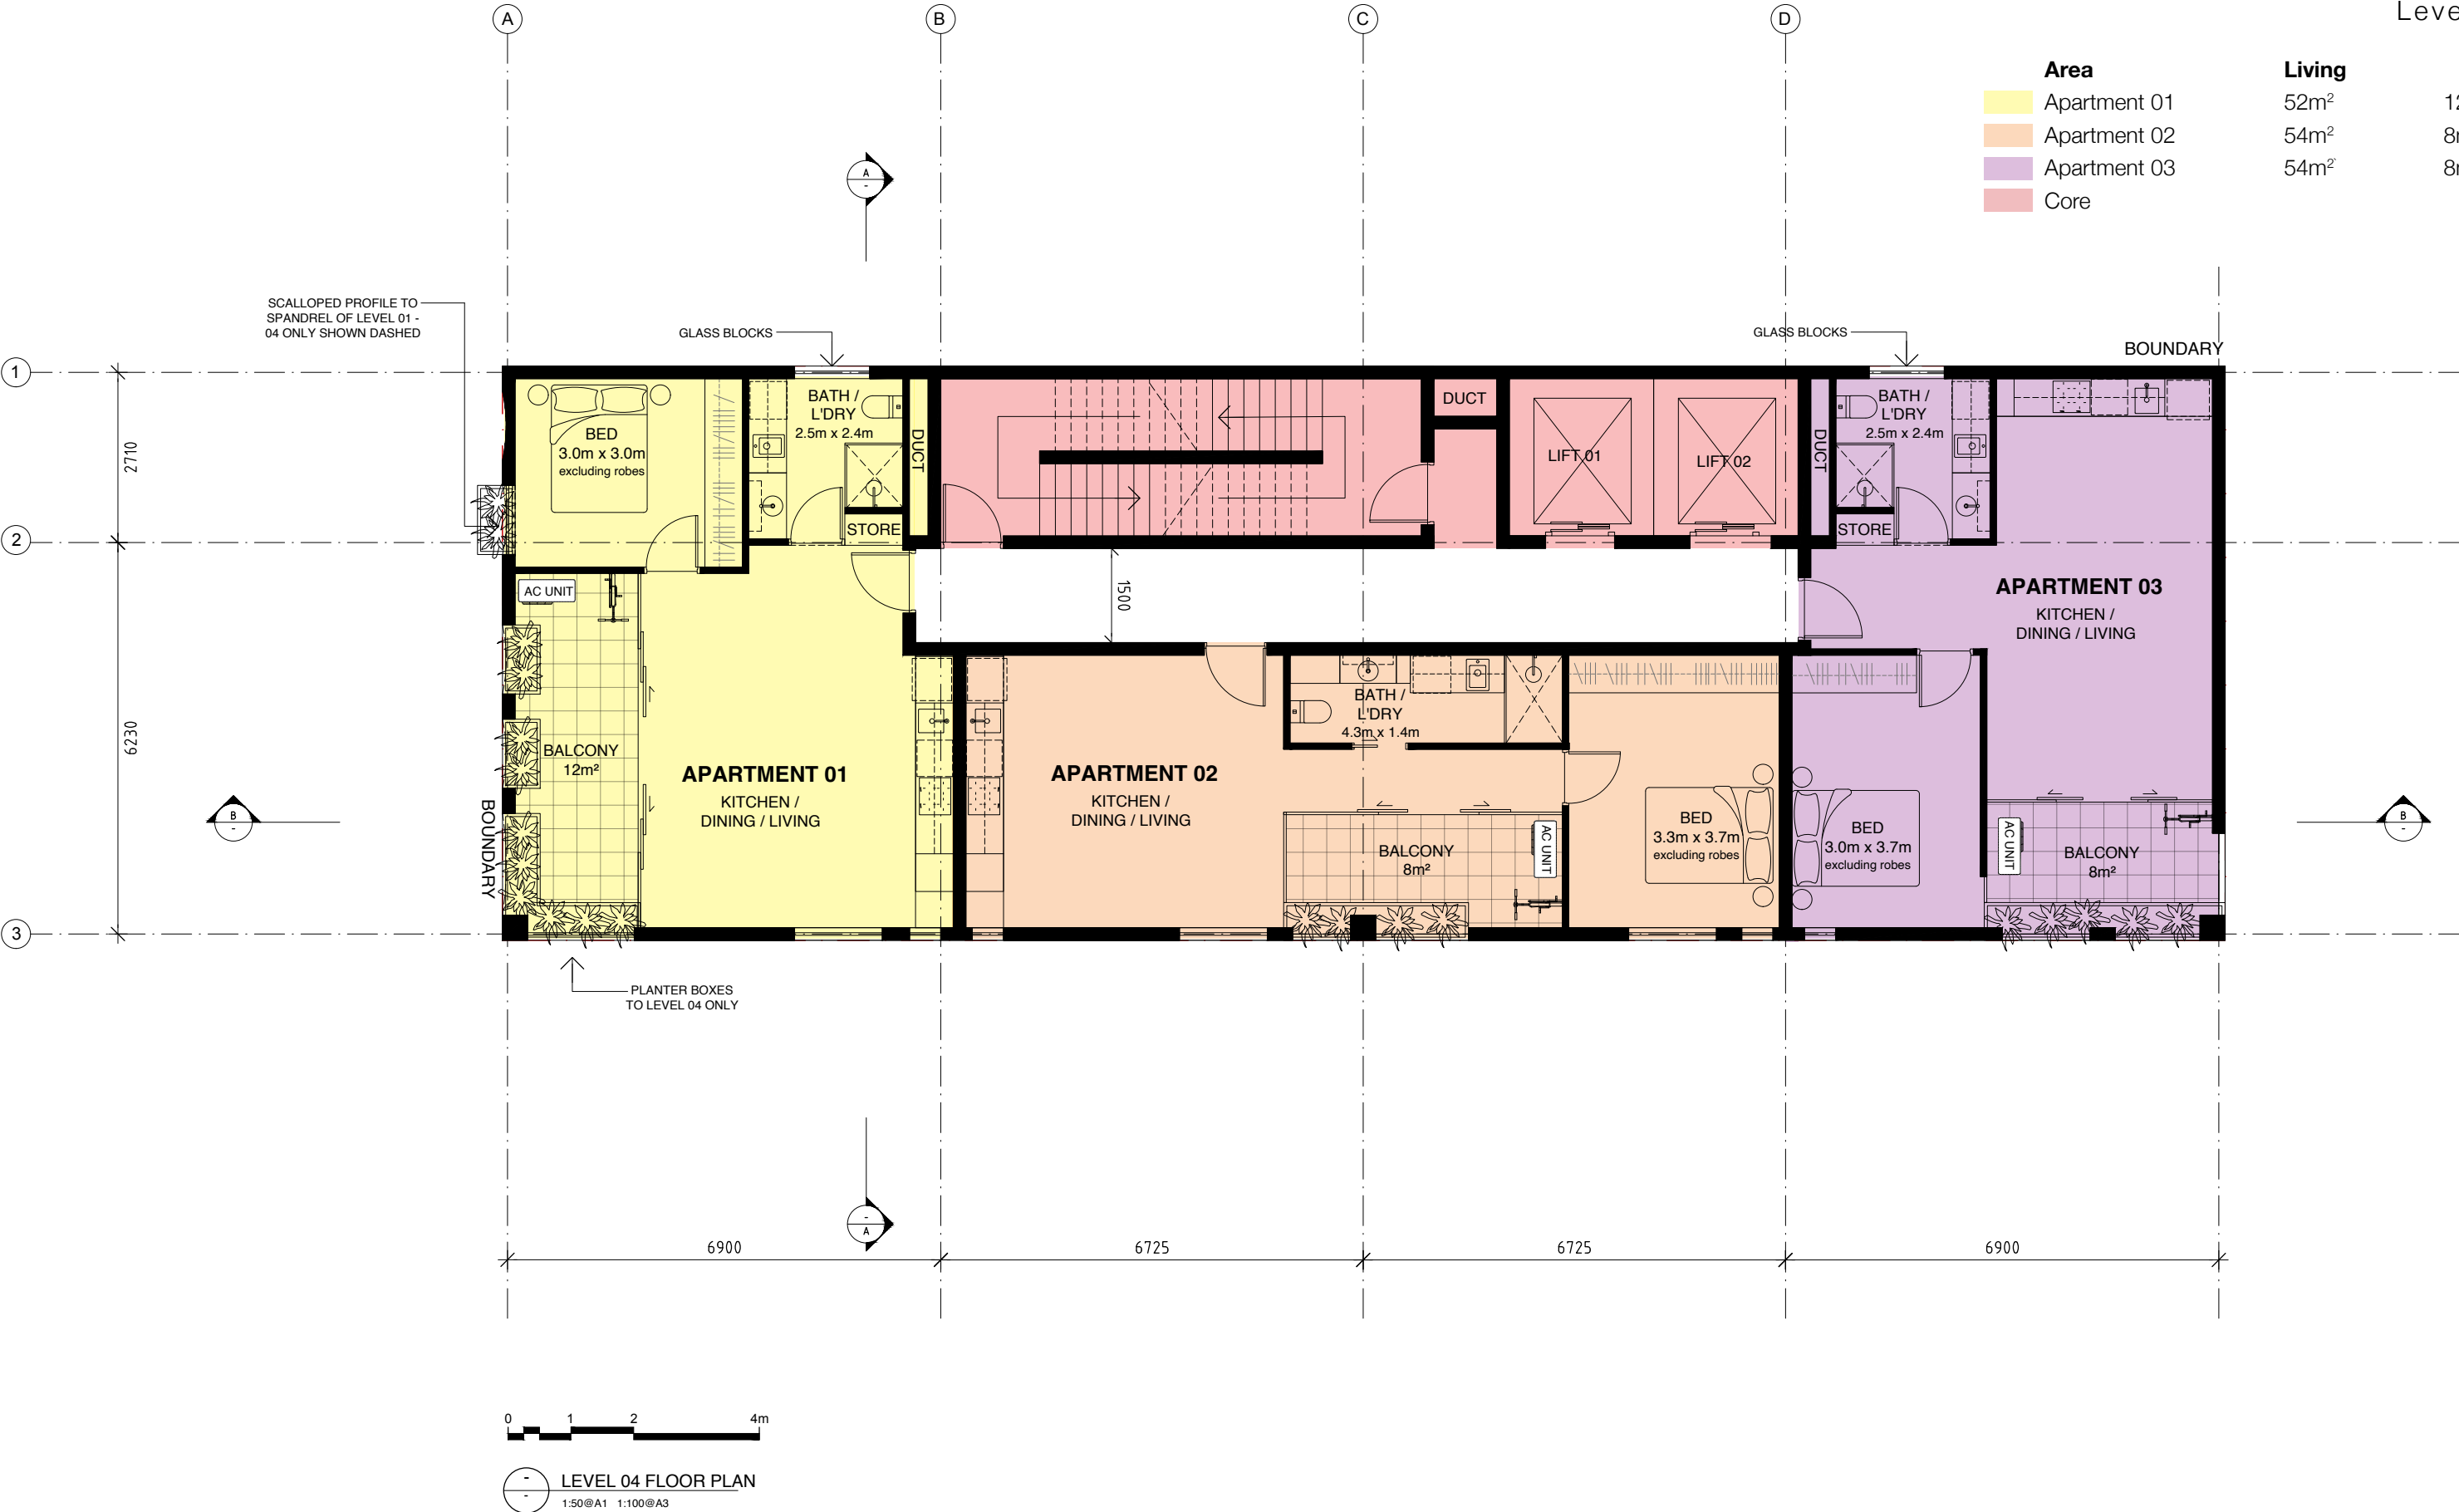 A
B
C
D
Leve
Area Living
Apartment 01 52m² 12
Apartment 02 54m² 8m
Apartment 03 54m²` 8m
Core
A
-
SCALLOPED PROFILE TO
SPANDREL OF LEVEL 01 -
04 ONLY SHOWN DASHED
GLASS BLOCKS
GLASS BLOCKS
BOUNDARY
1
2
3
2710
6230
BED
3.0m x 3.0m
excluding robes
BATH /
L'DRY
2.5m x 2.4m
DUCT
STORE
DUCT
LIFT 01
LIFT 02
DUCT
BATH /
L'DRY
2.5m x 2.4m
STORE
AC UNIT
1500
APARTMENT 03
KITCHEN /
DINING / LIVING
BALCONY
12m²
APARTMENT 01
KITCHEN /
DINING / LIVING
APARTMENT 02
KITCHEN /
DINING / LIVING
BATH /
L'DRY
4.3m x 1.4m
BALCONY
8m²
AC UNIT
BED
3.3m x 3.7m
excluding robes
BED
3.0m x 3.7m
excluding robes
AC UNIT
BALCONY
8m²
B
-
B
-
BOUNDARY
PLANTER BOXES
TO LEVEL 04 ONLY
-
A
6900
6725
6725
6900
0 1 2 4m
-
-
LEVEL 04 FLOOR PLAN
1:50@A1 1:100@A3